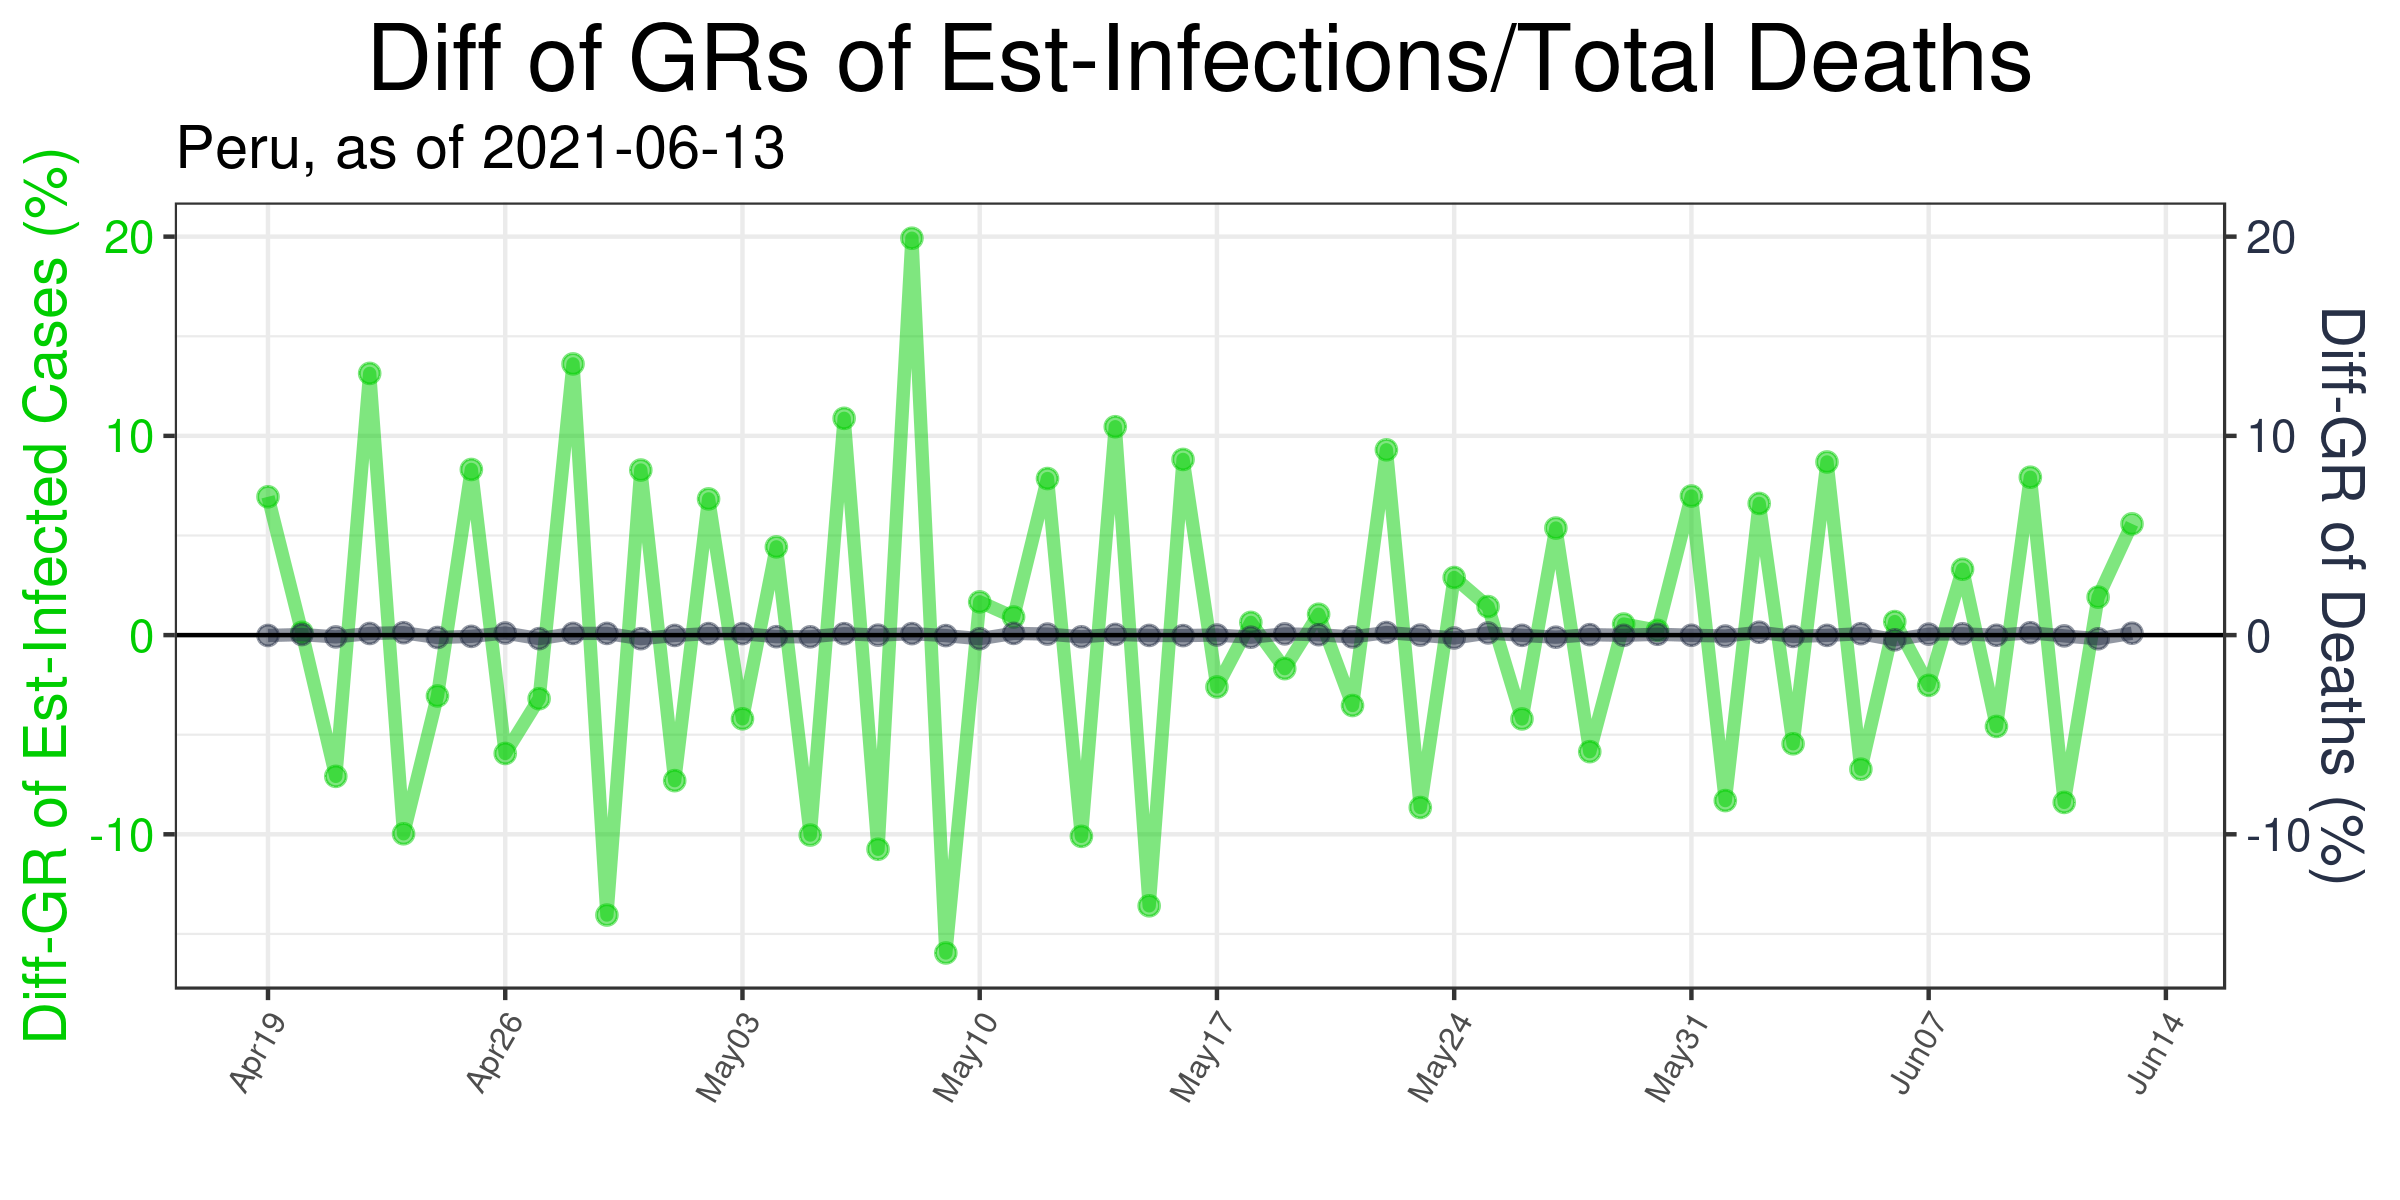 Diff of GRs of Est-Infections/Total Deaths
Peru, as of 2021-06-13
Diff-GR of Est-Infected Cases (%)
20
10
0
-10
20
10
0
-10
Diff-GR of Deaths (%)
Apr19
Apr26
May03
May10
May17
May24
May31
Jun07
Jun14